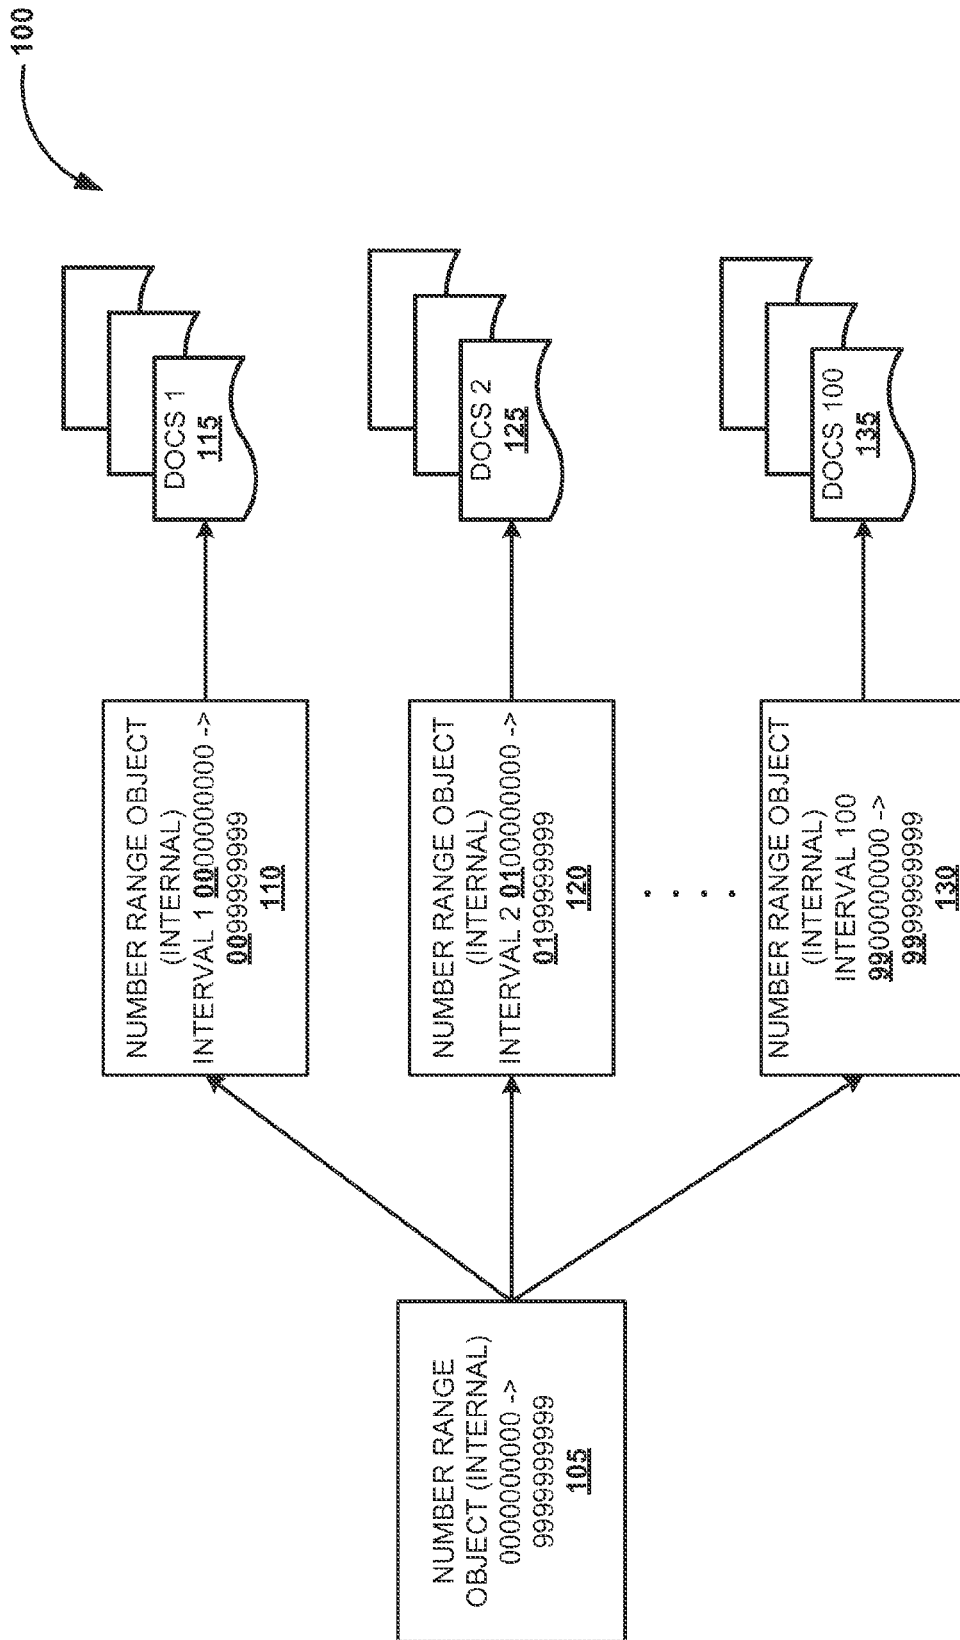 100
NUMBER RANGE
OBJECT (INTERNAL)
0000000000 ->
9999999999
105
NUMBER RANGE OBJECT
(INTERNAL)
INTERVAL 1 0000000000 ->
0099999999
110
DOCS 1
115
NUMBER RANGE OBJECT
(INTERNAL)
INTERVAL 2 0100000000 ->
0199999999
120
DOCS 2
125
. . . .
NUMBER RANGE OBJECT
(INTERNAL)
INTERVAL 100
9900000000 ->
9999999999
130
DOCS 100
135